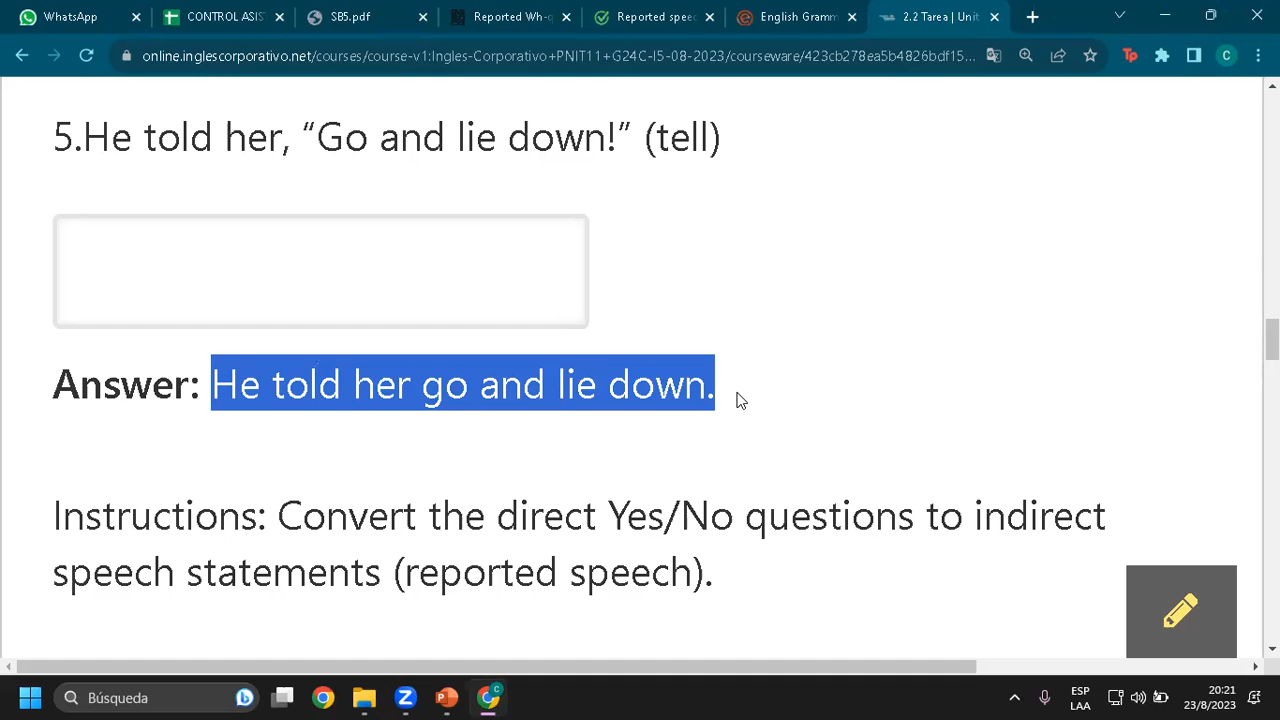 WhatsApp
CONTROL ASIS
SB5.pdf
Reported Wh-q
Reported speec
English Gramm
2.2 Tarea | Unit
online.inglescorporativo.net/courses/course-v1:Ingles-Corporativo+PNIT11+G24C-I5-08-2023/courseware/423cb278ea5b4826bdf15...
5.He told her, “Go and lie down!” (tell)
Answer: He told her go and lie down.
Instructions: Convert the direct Yes/No questions to indirect
speech statements (reported speech).
Búsqueda
ESP
LAA
20:21
23/8/2023